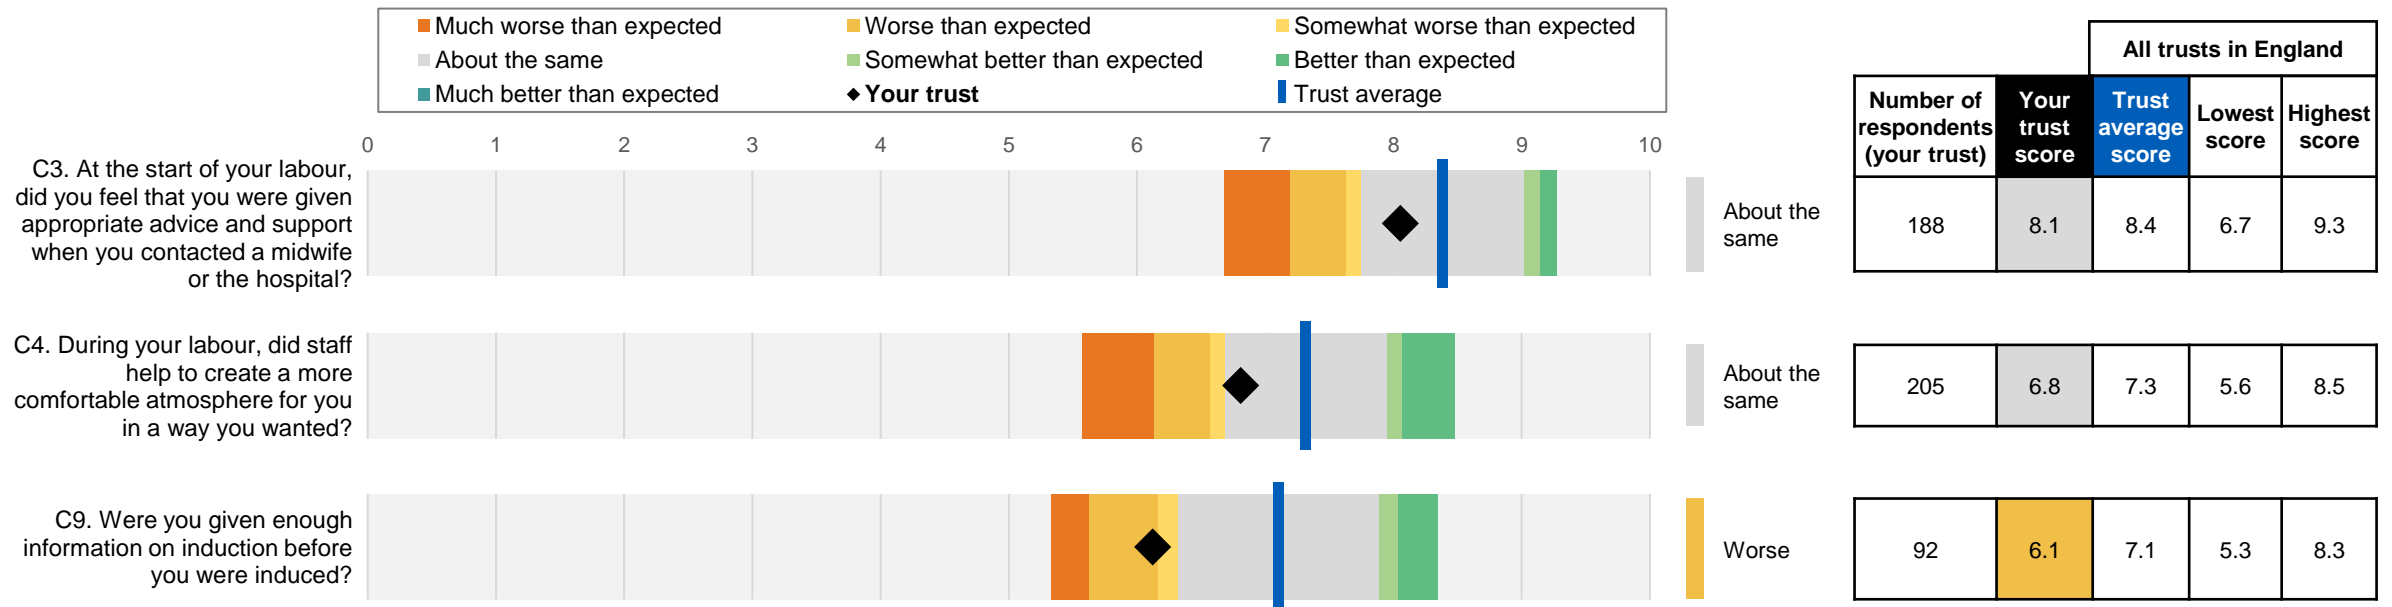 Much worse than expected
Worse than expected
Somewhat worse than expected
About the same
Somewhat better than expected
Better than expected
Much better than expected
Your trust
Trust average
All trusts in England
Number of
respondents
(your trust)
Your
trust
score
Trust
average
score
Lowest
score
Highest
score
0 1 2 3 4 5 6 7 8 9 10
C3. At the start of your labour,
did you feel that you were given
appropriate advice and support
when you contacted a midwife
or the hospital?
About the
same
188 8.1 8.4 6.7 9.3
C4. During your labour, did staff
help to create a more
comfortable atmosphere for you
in a way you wanted?
About the
same
205 6.8 7.3 5.6 8.5
C9. Were you given enough
information on induction before
you were induced?
Worse
92 6.1 7.1 5.3 8.3